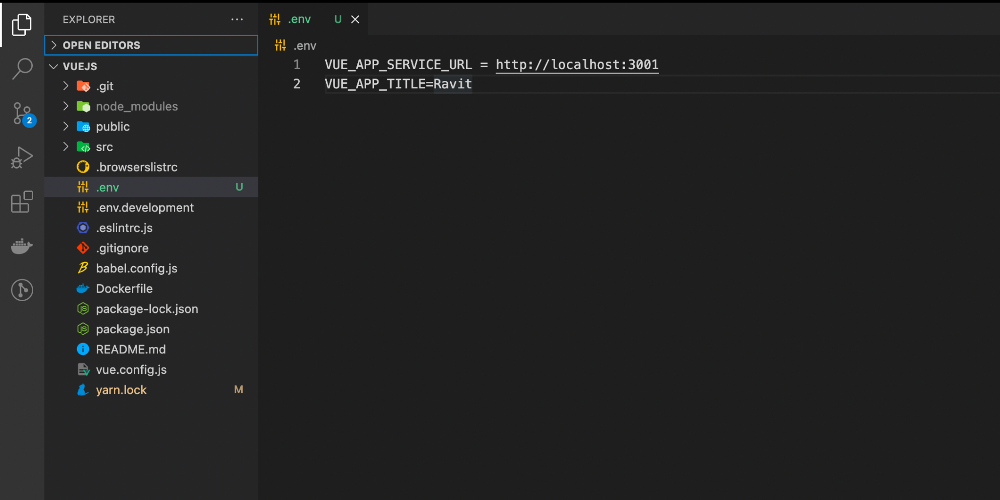 EXPLORER
OPEN EDITORS
VUEJS
.git
node_modules
public
src
.browserslistrc
.env U
.env.development
.eslintrc.js
.gitignore
babel.config.js
Dockerfile
package-lock.json
package.json
README.md
vue.config.js
yarn.lock M
2
.env U
.env
1 VUE_APP_SERVICE_URL = http://localhost:3001
2 VUE_APP_TITLE=Ravit